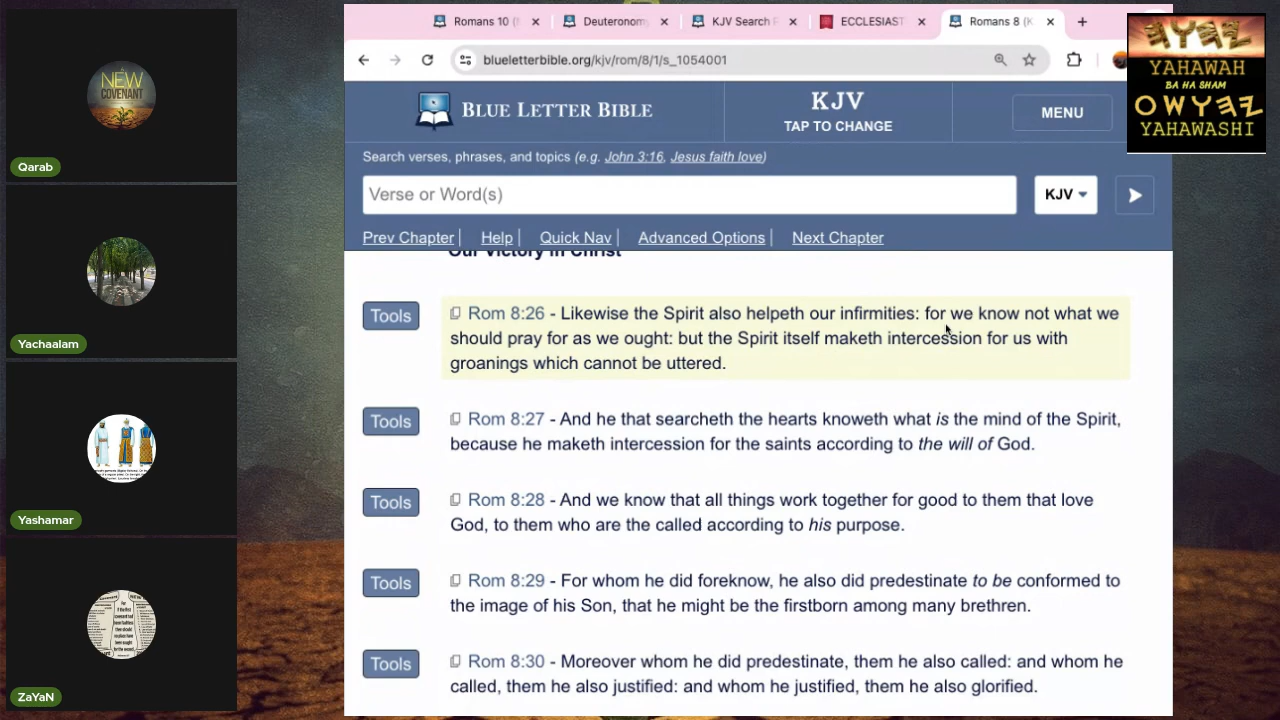 Romans 10 (
Deuteronom
KJV Search
ECCLESIAST
Romans 8 (K
blueletterbible.org/kjv/rom/8/1/s_1054001
BLUE LETTER BIBLE
KJV
TAP TO CHANGE
MENU
Search verses, phrases, and topics (e.g. John 3:16, Jesus faith love)
Verse or Word(s)
KJV
Prev Chapter | Help | Quick Nav | Advanced Options | Next Chapter
Our Victory in Christ
Tools
Rom 8:26 - Likewise the Spirit also helpeth our infirmities: for we know not what we
should pray for as we ought: but the Spirit itself maketh intercession for us with
groanings which cannot be uttered.
Tools
Rom 8:27 - And he that searcheth the hearts knoweth what is the mind of the Spirit,
because he maketh intercession for the saints according to the will of God.
Tools
Rom 8:28 - And we know that all things work together for good to them that love
God, to them who are the called according to his purpose.
Tools
Rom 8:29 - For whom he did foreknow, he also did predestinate to be conformed to
the image of his Son, that he might be the firstborn among many brethren.
Tools
Rom 8:30 - Moreover whom he did predestinate, them he also called: and whom he
called, them he also justified: and whom he justified, them he also glorified.
NEW
COVENANT
Qarab
Yachaalam
Yashamar
ZaYaN
YAHAWAH
BA HA SHAM
YAHAWASHI